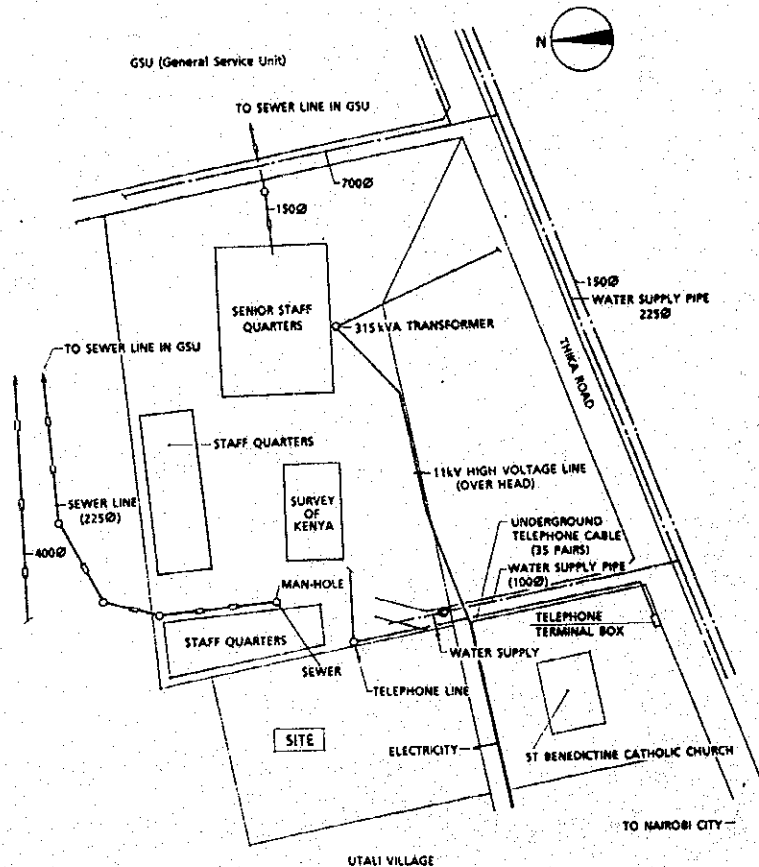 N
GSU (General Service Unit)
TO SEWER LINE IN GSU
700Ø
150Ø
SENIOR STAFF
QUARTERS
315 kVA TRANSFORMER
150Ø
WATER SUPPLY PIPE
225Ø
THIKA ROAD
TO SEWER LINE IN GSU
STAFF QUARTERS
11kV HIGH VOLTAGE LINE
(OVER HEAD)
SURVEY
OF
KENYA
SEWER LINE
(225Ø)
400Ø
UNDERGROUND
TELEPHONE CABLE
(35 PAIRS)
WATER SUPPLY PIPE
(100Ø)
MAN-HOLE
STAFF QUARTERS
SEWER
TELEPHONE
TERMINAL BOX
WATER SUPPLY
TELEPHONE LINE
SITE
ELECTRICITY
ST BENEDICTINE CATHOLIC CHURCH
TO NAIROBI CITY
UTALI VILLAGE